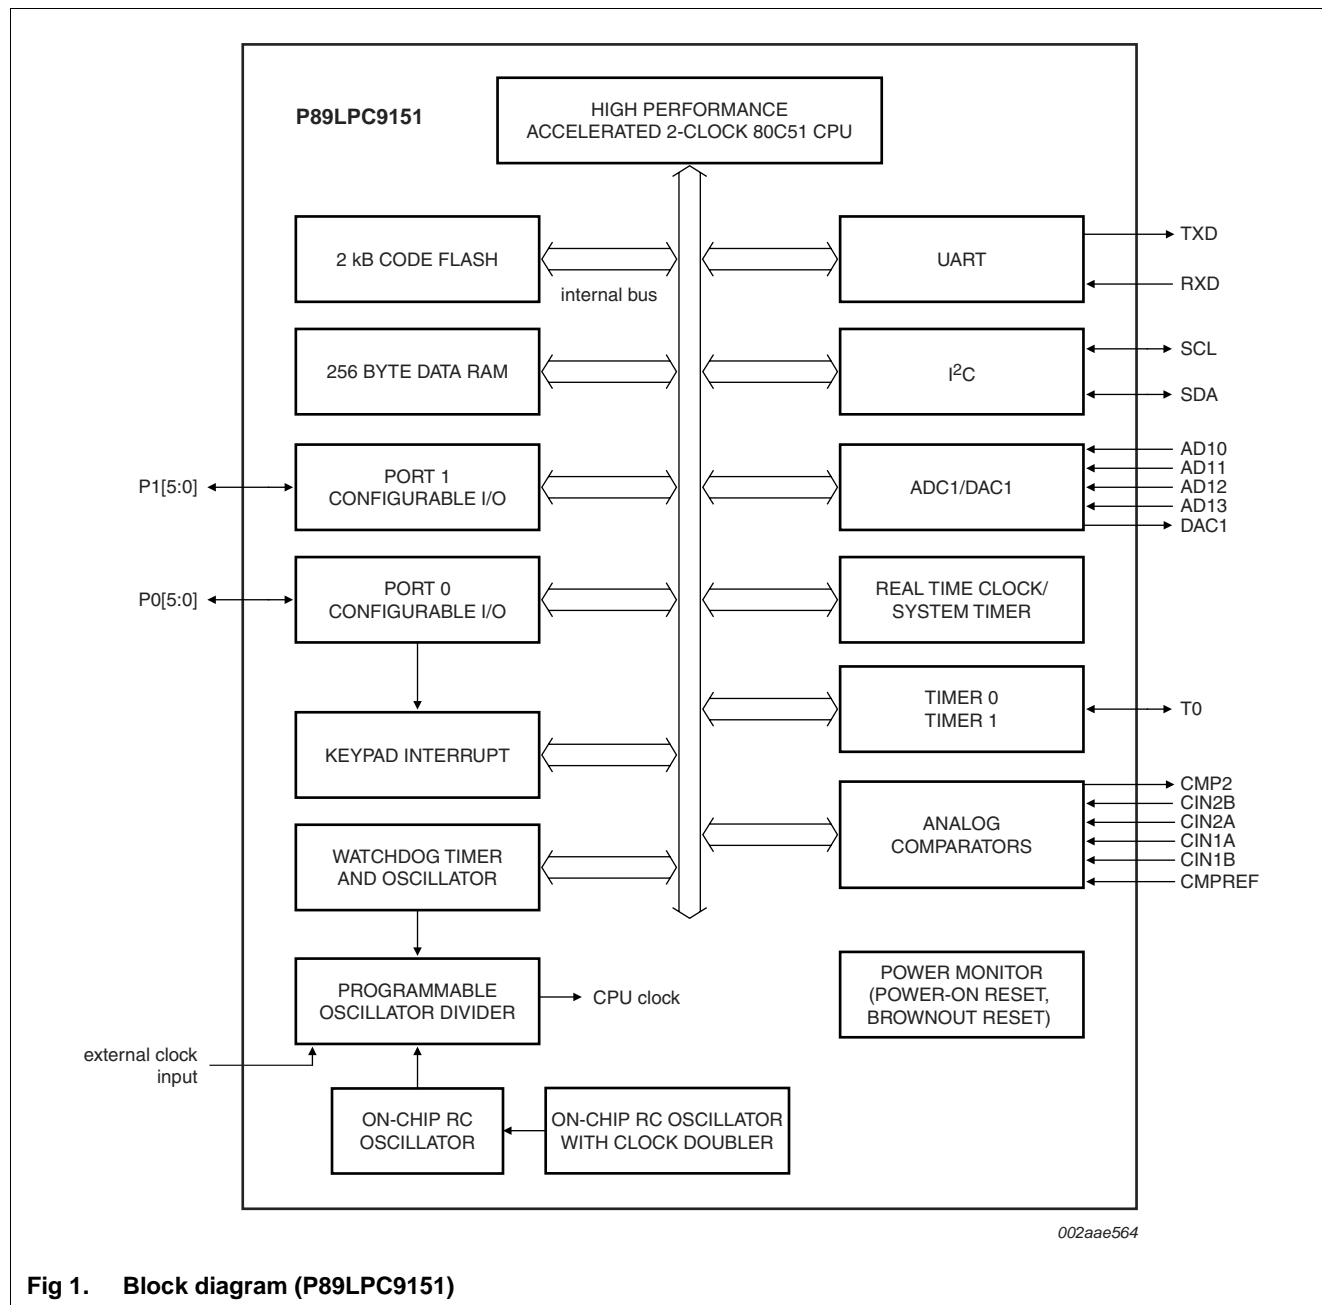 P89LPC9151
HIGH PERFORMANCE
ACCELERATED 2-CLOCK 80C51 CPU
2 kB CODE FLASH
internal bus
UART
TXD
RXD
256 BYTE DATA RAM
I²C
SCL
SDA
P1[5:0]
PORT 1
CONFIGURABLE I/O
ADC1/DAC1
AD10
AD11
AD12
AD13
DAC1
P0[5:0]
PORT 0
CONFIGURABLE I/O
REAL TIME CLOCK/
SYSTEM TIMER
KEYPAD INTERRUPT
TIMER 0
TIMER 1
T0
WATCHDOG TIMER
AND OSCILLATOR
ANALOG
COMPARATORS
CMP2
CIN2B
CIN2A
CIN1A
CIN1B
CMPREF
PROGRAMMABLE
OSCILLATOR DIVIDER
CPU clock
POWER MONITOR
(POWER-ON RESET,
BROWNOUT RESET)
external clock
input
ON-CHIP RC
OSCILLATOR
ON-CHIP RC OSCILLATOR
WITH CLOCK DOUBLER
002aae564
Fig 1. Block diagram (P89LPC9151)